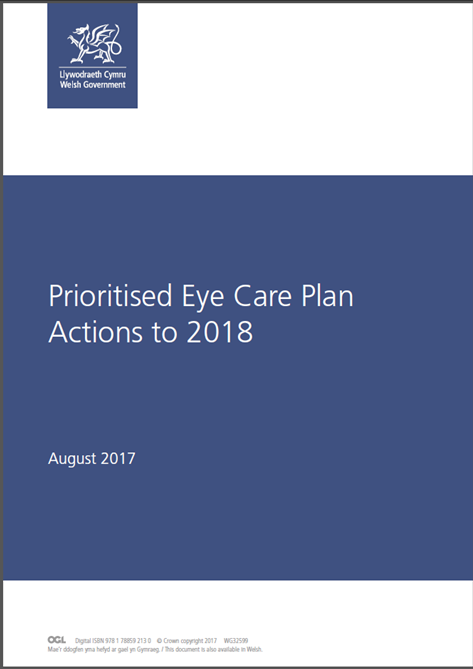 Llywodraeth Cymru
Welsh Government
Prioritised Eye Care Plan
Actions to 2018
August 2017
OGL Digital ISBN 978 1 78859 213 0 © Crown copyright 2017 WG32599
Mae'r ddogfen yma hefyd ar gael yn Gymraeg. / This document is also available in Welsh.